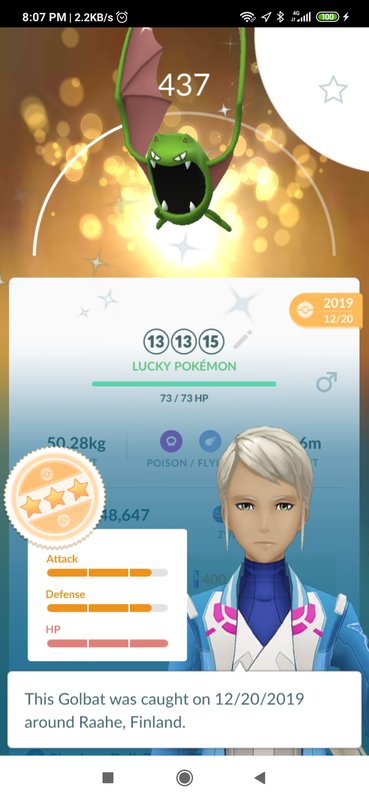 8:07 PM | 2.2KB/s
4G
100
437
2019
12/20
13 13 15
LUCKY POKÉMON
73 / 73 HP
50.28kg
6m
POISON / FLYI
48,647
400
Attack
Defense
HP
This Golbat was caught on 12/20/2019
around Raahe, Finland.